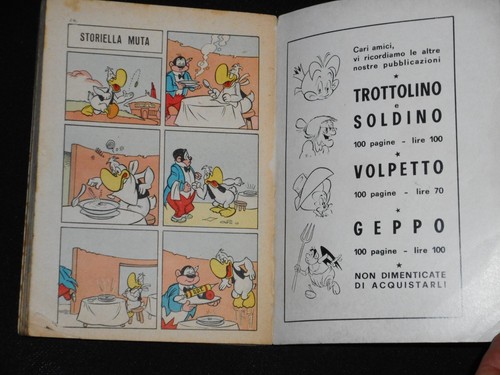 STORIELLA MUTA
Cari amici,
vi ricordiamo le altre
nostre pubblicazioni
★
TROTTOLINO
e
SOLDINO
100 pagine - lire 100
★
VOLPETTO
100 pagine - lire 70
★
GEPPO
100 pagine - lire 100
★
NON DIMENTICATE
DI ACQUISTARLI